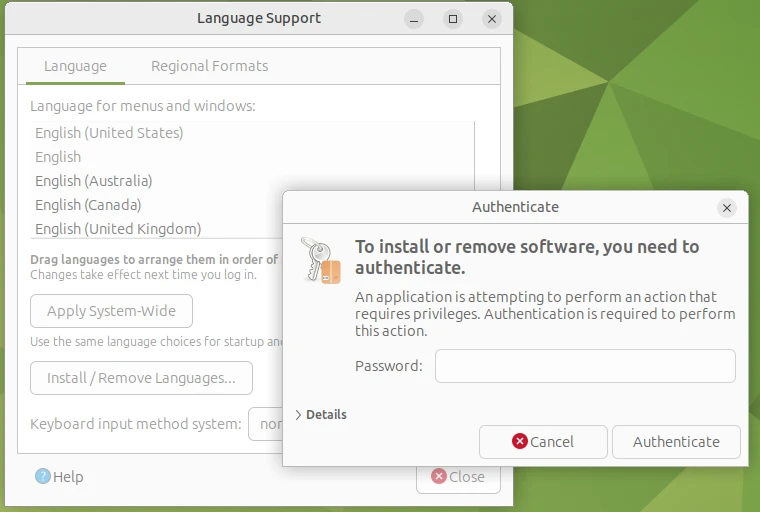 Language Support
Language
Regional Formats
Language for menus and windows:
English (United States)
English
English (Australia)
English (Canada)
English (United Kingdom)
Drag languages to arrange them in order of
Changes take effect next time you log in.
Apply System-Wide
Use the same language choices for startup
Install / Remove Languages...
Keyboard input method system:
Help
Close
Authenticate
To install or remove software, you need to
authenticate.
An application is attempting to perform an action that
requires privileges. Authentication is required to perform
this action.
Password:
Details
Cancel
Authenticate